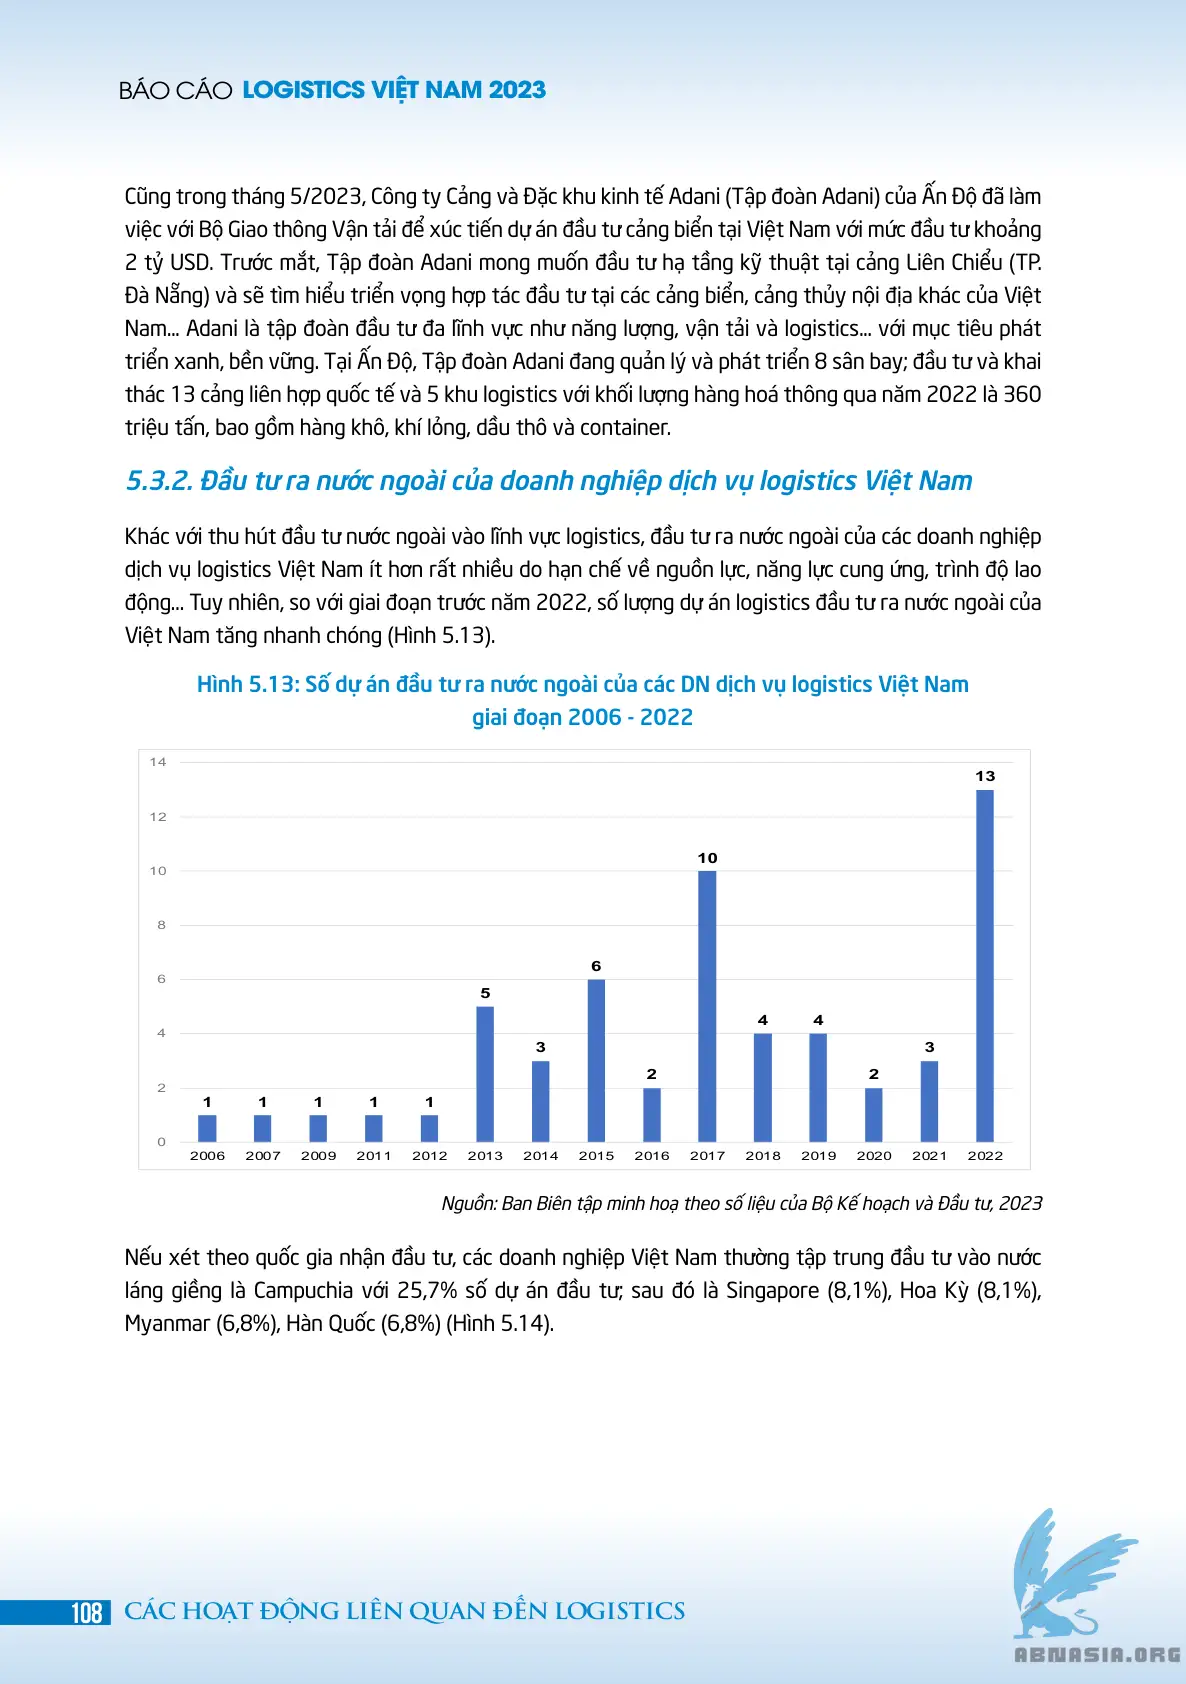 BÁO CÁO LOGISTICS VIỆT NAM 2023
Cũng trong tháng 5/2023, Công ty Cảng và Đặc khu kinh tế Adani (Tập đoàn Adani) của Ấn Độ đã làm
việc với Bộ Giao thông Vận tải để xúc tiến dự án đầu tư cảng biển tại Việt Nam với mức đầu tư khoảng
2 tỷ USD. Trước mắt, Tập đoàn Adani mong muốn đầu tư hạ tầng kỹ thuật tại cảng Liên Chiểu (TP.
Đà Nẵng) và sẽ tìm hiểu triển vọng hợp tác đầu tư tại các cảng biển, cảng thủy nội địa khác của Việt
Nam... Adani là tập đoàn đầu tư đa lĩnh vực như năng lượng, vận tải và logistics... với mục tiêu phát
triển xanh, bền vững. Tại Ấn Độ, Tập đoàn Adani đang quản lý và phát triển 8 sân bay; đầu tư và khai
thác 13 cảng liên hợp quốc tế và 5 khu logistics với khối lượng hàng hoá thông qua năm 2022 là 360
triệu tấn, bao gồm hàng khô, khí lỏng, dầu thô và container.
5.3.2. Đầu tư ra nước ngoài của doanh nghiệp dịch vụ logistics Việt Nam
Khác với thu hút đầu tư nước ngoài vào lĩnh vực logistics, đầu tư ra nước ngoài của các doanh nghiệp
dịch vụ logistics Việt Nam ít hơn rất nhiều do hạn chế về nguồn lực, năng lực cung ứng, trình độ lao
động... Tuy nhiên, so với giai đoạn trước năm 2022, số lượng dự án logistics đầu tư ra nước ngoài của
Việt Nam tăng nhanh chóng (Hình 5.13).
Hình 5.13: Số dự án đầu tư ra nước ngoài của các DN dịch vụ logistics Việt Nam
giai đoạn 2006 - 2022
14
12
10
8
6
4
2
0
1 1 1 1 1 5 3 6 2 10 4 4 2 3 13
2006 2007 2009 2011 2012 2013 2014 2015 2016 2017 2018 2019 2020 2021 2022
Nguồn: Ban Biên tập minh hoạ theo số liệu của Bộ Kế hoạch và Đầu tư, 2023
Nếu xét theo quốc gia nhận đầu tư, các doanh nghiệp Việt Nam thường tập trung đầu tư vào nước
láng giềng là Campuchia với 25,7% số dự án đầu tư; sau đó là Singapore (8,1%), Hoa Kỳ (8,1%),
Myanmar (6,8%), Hàn Quốc (6,8%) (Hình 5.14).
108 CÁC HOẠT ĐỘNG LIÊN QUAN ĐẾN LOGISTICS
ABNASIA.ORG